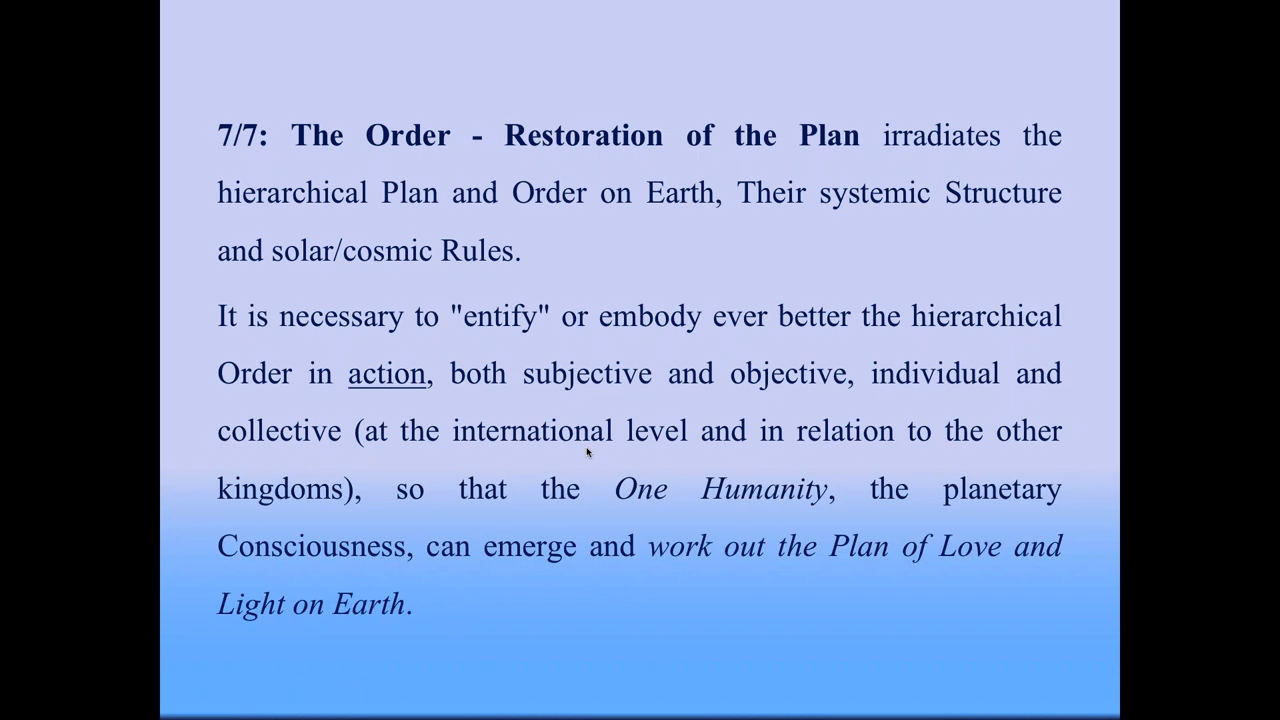 7/7: The Order - Restoration of the Plan irradiates the
hierarchical Plan and Order on Earth, Their systemic Structure
and solar/cosmic Rules.
It is necessary to "entify" or embody ever better the hierarchical
Order in action, both subjective and objective, individual and
collective (at the international level and in relation to the other
kingdoms), so that the One Humanity, the planetary
Consciousness, can emerge and work out the Plan of Love and
Light on Earth.